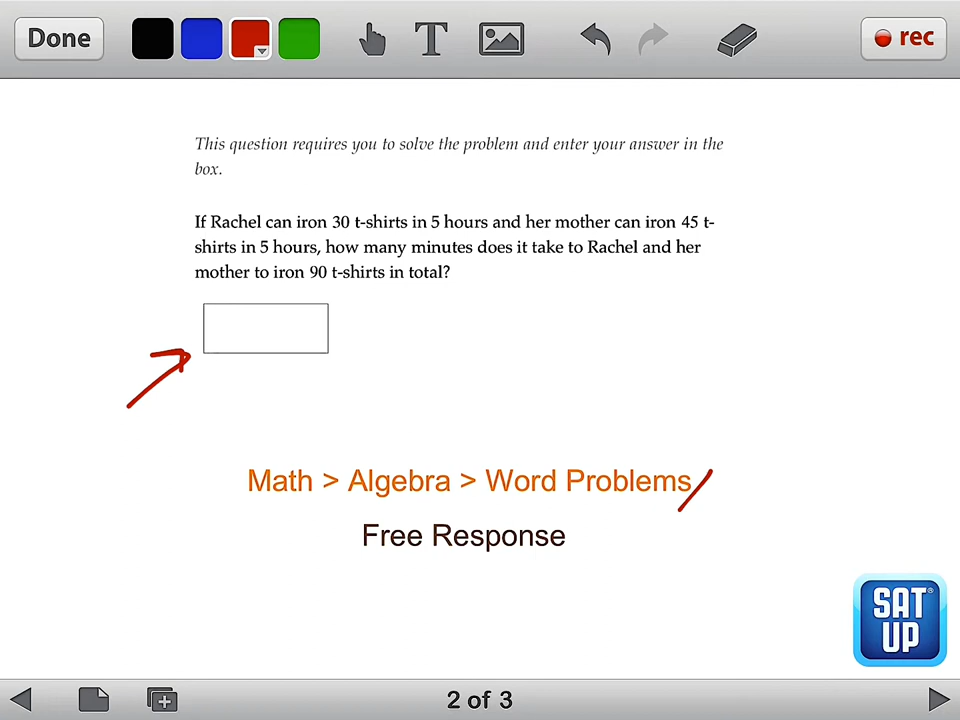 Done
T
rec
This question requires you to solve the problem and enter your answer in the
box.
If Rachel can iron 30 t-shirts in 5 hours and her mother can iron 45 t-
shirts in 5 hours, how many minutes does it take to Rachel and her
mother to iron 90 t-shirts in total?
Math > Algebra > Word Problems
Free Response
SAT®
UP
2 of 3